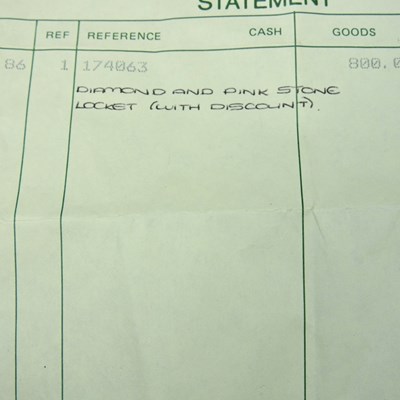 STATEMENT
REF REFERENCE CASH GOODS
86 1 174063 800.0
DIAMOND AND PINK STONE
LOCKET (WITH DISCOUNT).